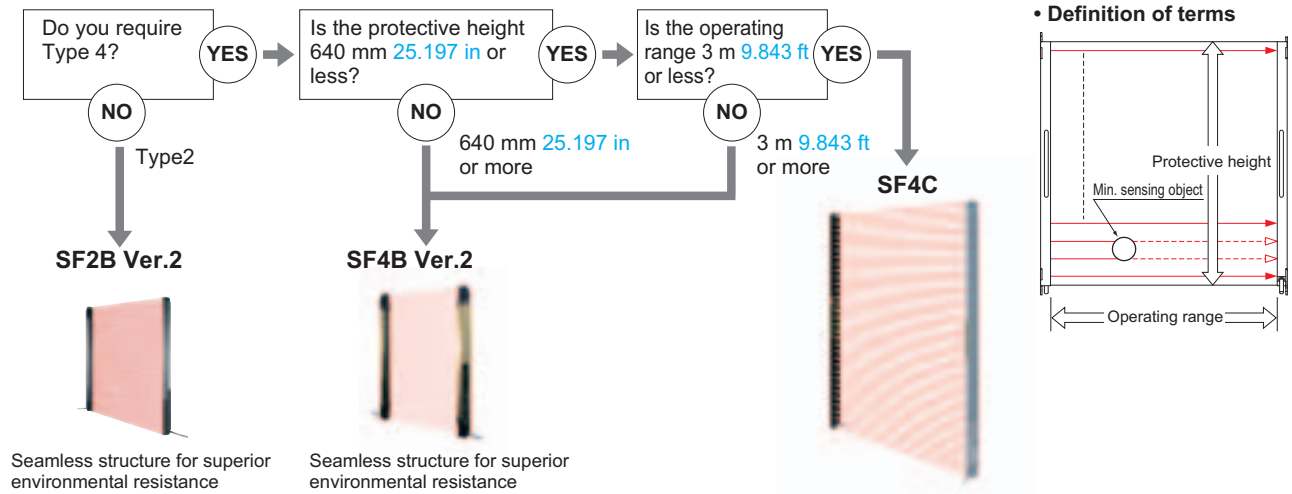 Do you require
Type 4?
YES
NO
Type2
Is the protective height
640 mm 25.197 in or
less?
YES
NO
640 mm 25.197 in
or more
Is the operating
range 3 m 9.843 ft
or less?
YES
NO
3 m 9.843 ft
or more
SF2B Ver.2
Seamless structure for superior
environmental resistance
SF4B Ver.2
Seamless structure for superior
environmental resistance
SF4C
• Definition of terms
Protective height
Min. sensing object
Operating range